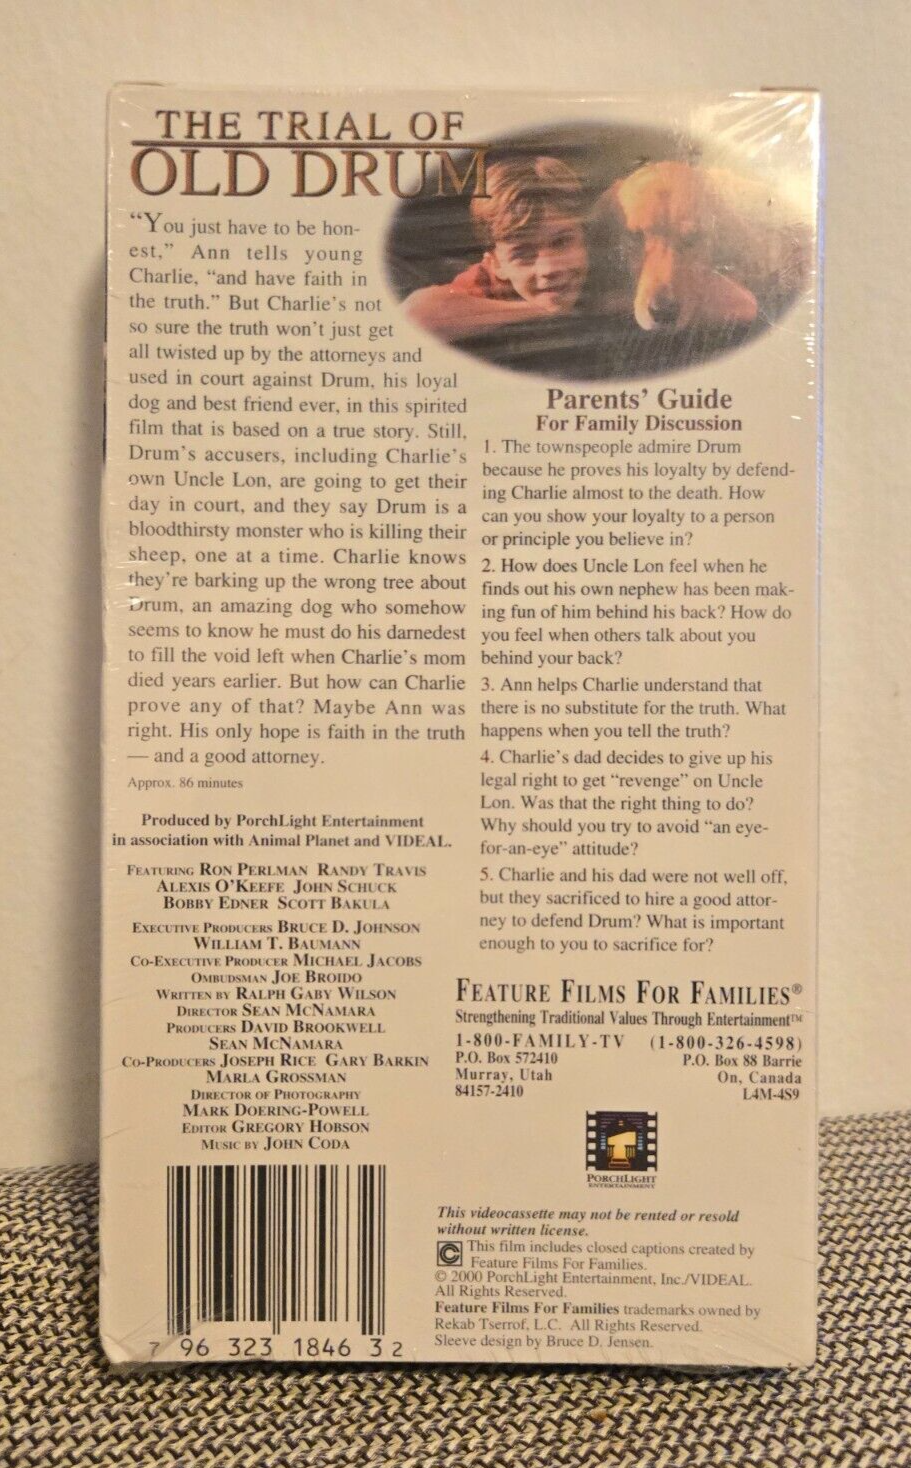 THE TRIAL OF
OLD DRUM
“You just have to be hon-
est,” Ann tells young
Charlie, “and have faith in
the truth.” But Charlie’s not
so sure the truth won’t just get
all twisted up by the attorneys and
used in court against Drum, his loyal
dog and best friend ever, in this spirited
film that is based on a true story. Still,
Drum’s accusers, including Charlie’s
own Uncle Lon, are going to get their
day in court, and they say Drum is a
bloodthirsty monster who is killing their
sheep, one at a time. Charlie knows
they’re barking up the wrong tree about
Drum, an amazing dog who somehow
seems to know he must do his darnedest
to fill the void left when Charlie’s mom
died years earlier. But how can Charlie
prove any of that? Maybe Ann was
right. His only hope is faith in the truth
— and a good attorney.
Approx. 86 minutes
Produced by PorchLight Entertainment
in association with Animal Planet and VIDEAL.
FEATURING RON PERLMAN RANDY TRAVIS
ALEXIS O’KEEFE JOHN SCHUCK
BOBBY EDNER SCOTT BAKULA
EXECUTIVE PRODUCERS BRUCE D. JOHNSON
WILLIAM T. BAUMANN
CO-EXECUTIVE PRODUCER MICHAEL JACOBS
OMBUDSMAN JOE BROIDO
WRITTEN BY RALPH GABY WILSON
DIRECTOR SEAN MCNAMARA
PRODUCERS DAVID BROOKWELL
SEAN MCNAMARA
CO-PRODUCERS JOSEPH RICE GARY BARKIN
MARLA GROSSMAN
DIRECTOR OF PHOTOGRAPHY
MARK DOERING-POWELL
EDITOR GREGORY HOBSON
MUSIC BY JOHN CODA
7 96 323 1846 3 2
Parents’ Guide
For Family Discussion
1. The townspeople admire Drum
because he proves his loyalty by defend-
ing Charlie almost to the death. How
can you show your loyalty to a person
or principle you believe in?
2. How does Uncle Lon feel when he
finds out his own nephew has been mak-
ing fun of him behind his back? How do
you feel when others talk about you
behind your back?
3. Ann helps Charlie understand that
there is no substitute for the truth. What
happens when you tell the truth?
4. Charlie’s dad decides to give up his
legal right to get “revenge” on Uncle
Lon. Was that the right thing to do?
Why should you try to avoid “an eye-
for-an-eye” attitude?
5. Charlie and his dad were not well off,
but they sacrificed to hire a good attor-
ney to defend Drum? What is important
enough to you to sacrifice for?
FEATURE FILMS FOR FAMILIES®
Strengthening Traditional Values Through Entertainment™
1-800-FAMILY-TV (1-800-326-4598)
P.O. Box 572410 P.O. Box 88 Barrie
Murray, Utah On, Canada
84157-2410 L4M-4S9
PORCHLIGHT
ENTERTAINMENT
This videocassette may not be rented or resold
without written license.
C This film includes closed captions created by
Feature Films For Families.
© 2000 PorchLight Entertainment, Inc./VIDEAL.
All Rights Reserved.
Feature Films For Families trademarks owned by
Rekab Tserrof, L.C. All Rights Reserved.
Sleeve design by Bruce D. Jensen.